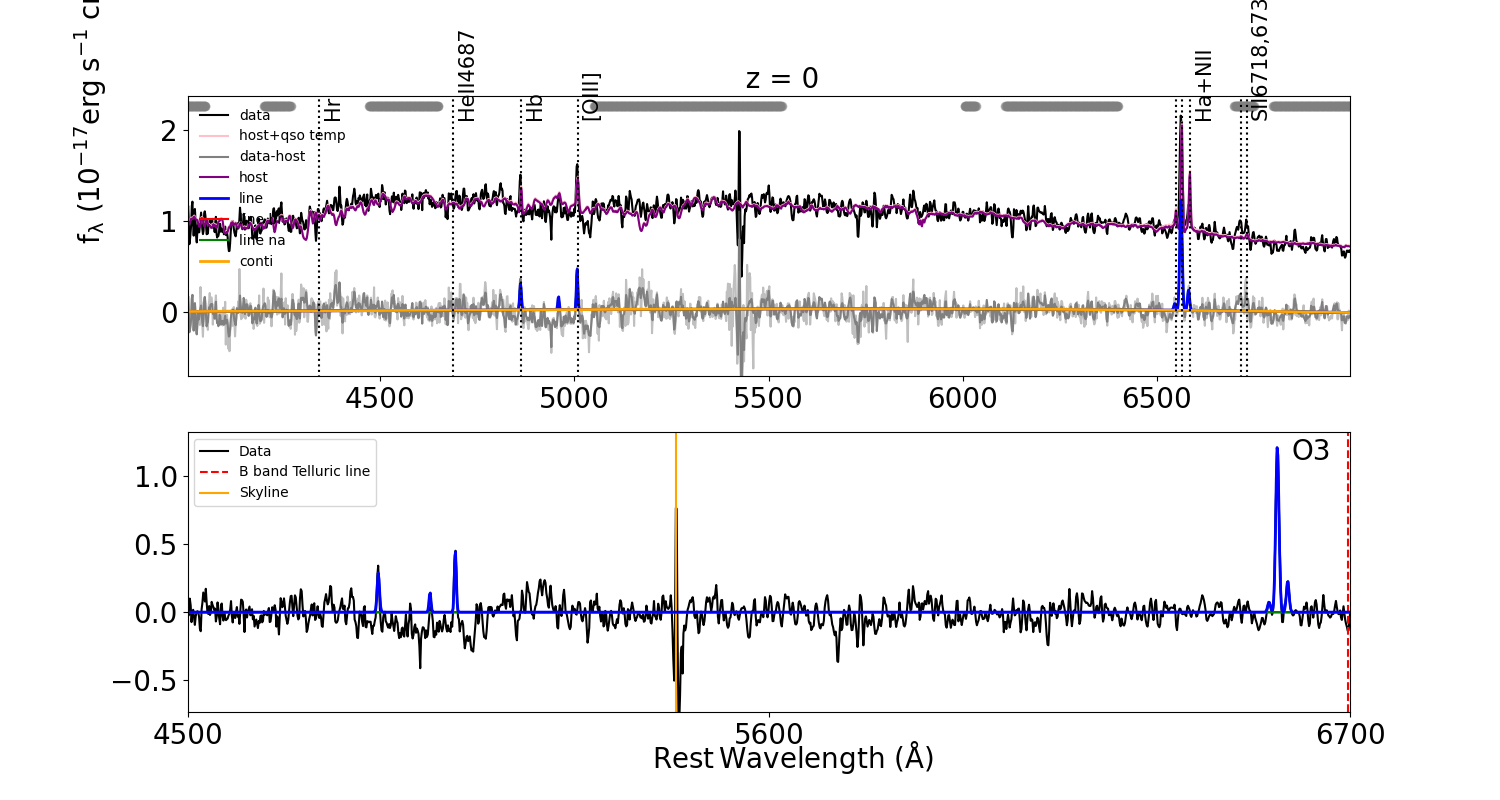 z = 0
f_λ (10^−17 erg s^−1 c
Hr
HeII4687
Hb
[OIII]
Ha+NII
SII6718,673
data
host+qso temp
data-host
host
line
line na
conti
2
1
0
4500 5000 5500 6000 6500
Data
B band Telluric line
Skyline
O3
1.0
0.5
0.0
−0.5
4500 5600 6700
Rest Wavelength (Å)